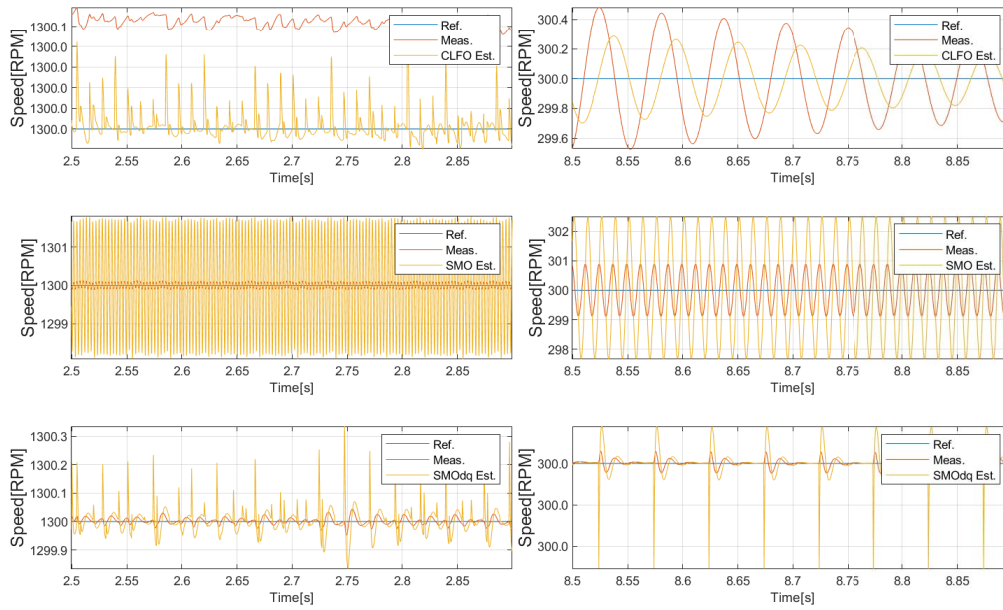 1300.1
1300.0
1300.0
1300.0
1300.0
Speed[RPM]
Ref.
Meas.
CLFO Est.
2.5 2.55 2.6 2.65 2.7 2.75 2.8 2.85
Time[s]
300.4
300.2
300.0
299.8
299.6
Speed[RPM]
Ref.
Meas.
CLFO Est.
8.5 8.55 8.6 8.65 8.7 8.75 8.8 8.85
Time[s]
1301
1300
1299
Speed[RPM]
Ref.
Meas.
SMO Est.
2.5 2.55 2.6 2.65 2.7 2.75 2.8 2.85
Time[s]
302
301
300
299
298
Speed[RPM]
Ref.
Meas.
SMO Est.
8.5 8.55 8.6 8.65 8.7 8.75 8.8 8.85
Time[s]
1300.3
1300.2
1300.1
1300
1299.9
Speed[RPM]
Ref.
Meas.
SMOdq Est.
2.5 2.55 2.6 2.65 2.7 2.75 2.8 2.85
Time[s]
300.0
300.0
300.0
Speed[RPM]
Ref.
Meas.
SMOdq Est.
8.5 8.55 8.6 8.65 8.7 8.75 8.8 8.85
Time[s]